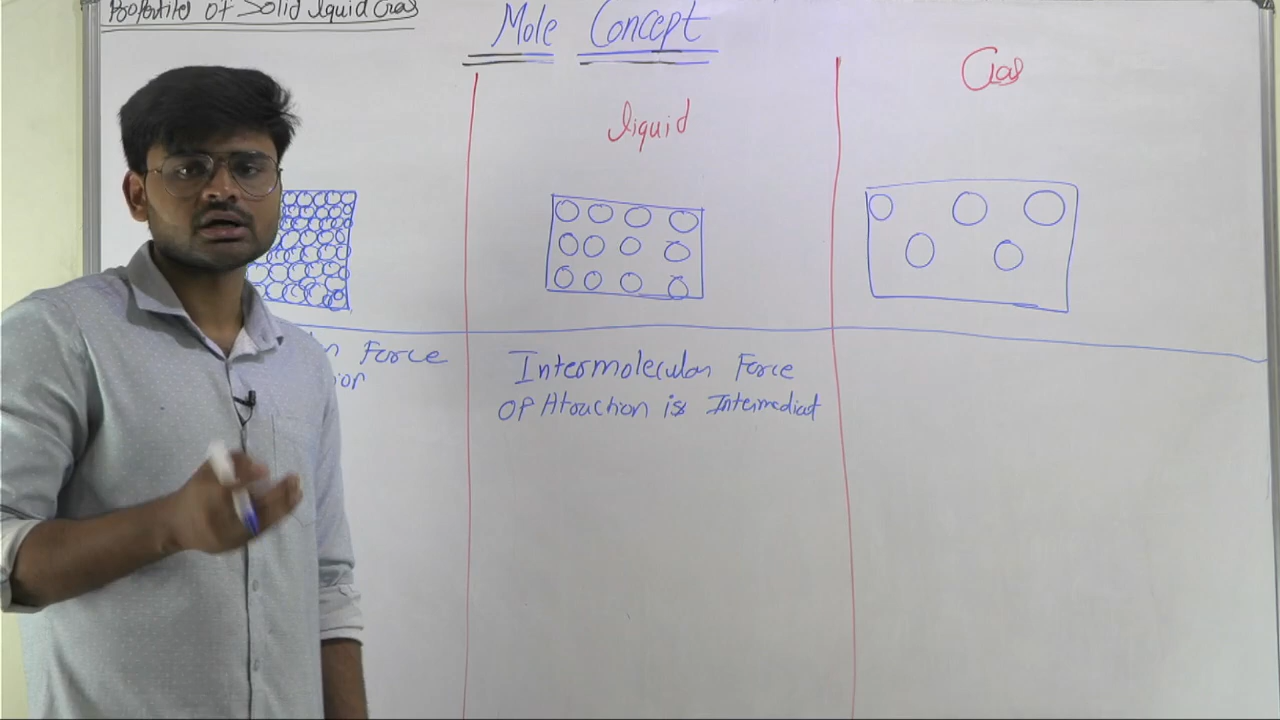 Properties of Solid liquid Gas
Mole Concept
liquid
Gas
Force
Intermolecular Force
OF Attraction is Intermediat